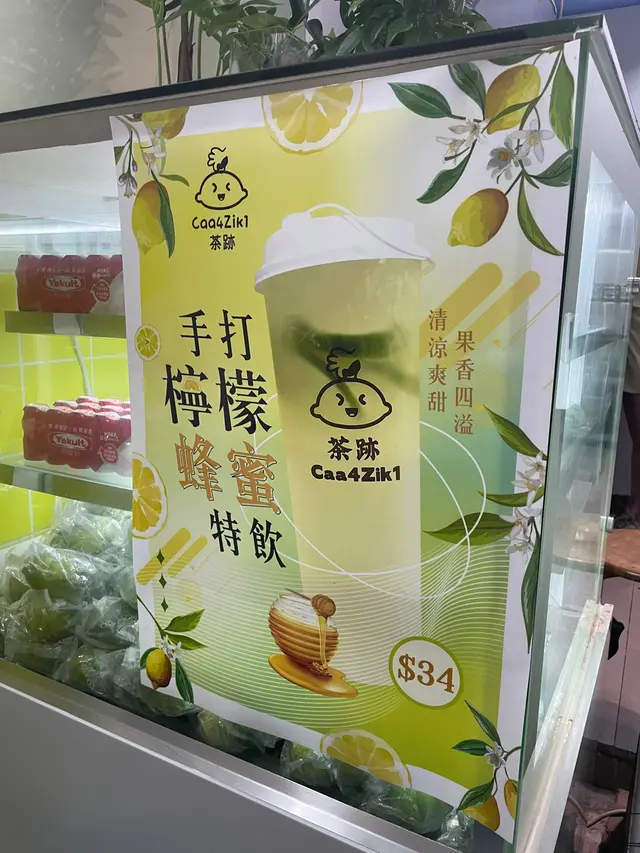 Caa4Zik1
茶跡
手打
檸檬
蜂蜜
特飲
茶跡
Caa4Zik1
果香四溢
清涼爽甜
$34
Yakult
Yakult